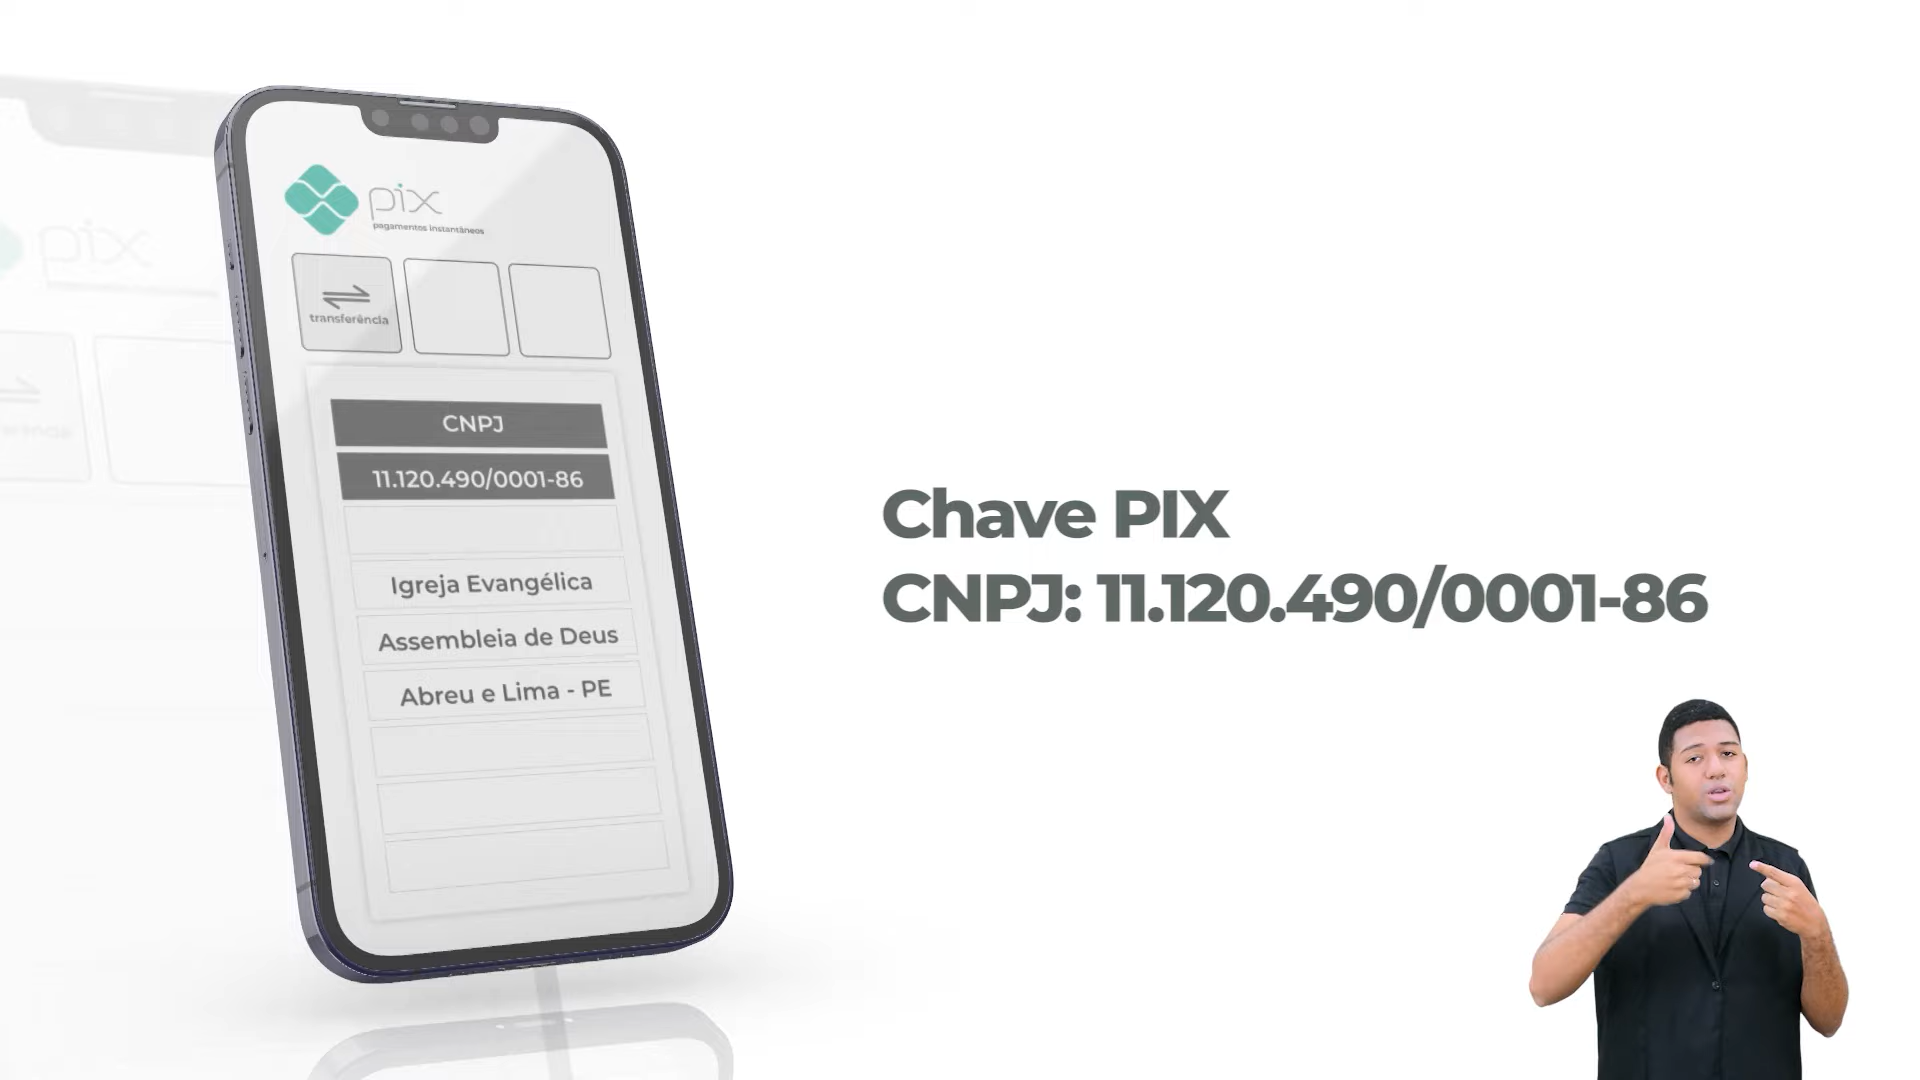 pix
pagamentos instantâneos
transferência
CNPJ
11.120.490/0001-86
Igreja Evangélica
Assembleia de Deus
Abreu e Lima - PE
Chave PIX
CNPJ: 11.120.490/0001-86
pix